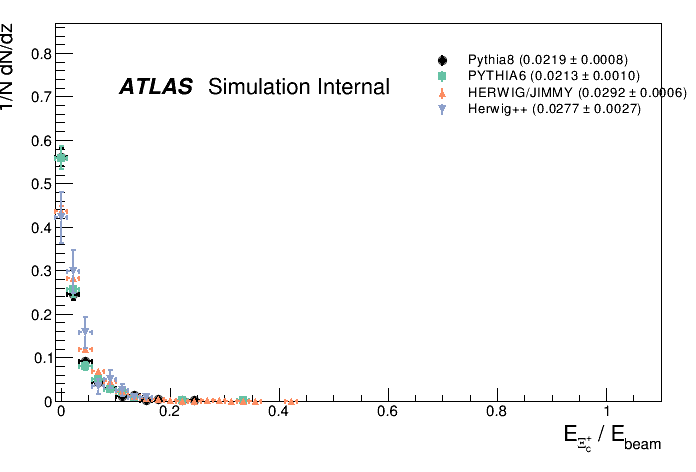 1/N dN/dz
0.8
0.7
0.6
0.5
0.4
0.3
0.2
0.1
0
ATLAS Simulation Internal
Pythia8 (0.0219 ± 0.0008)
PYTHIA6 (0.0213 ± 0.0010)
HERWIG/JIMMY (0.0292 ± 0.0006)
Herwig++ (0.0277 ± 0.0027)
0 0.2 0.4 0.6 0.8 1
E_{Ξ_c^+} / E_{beam}